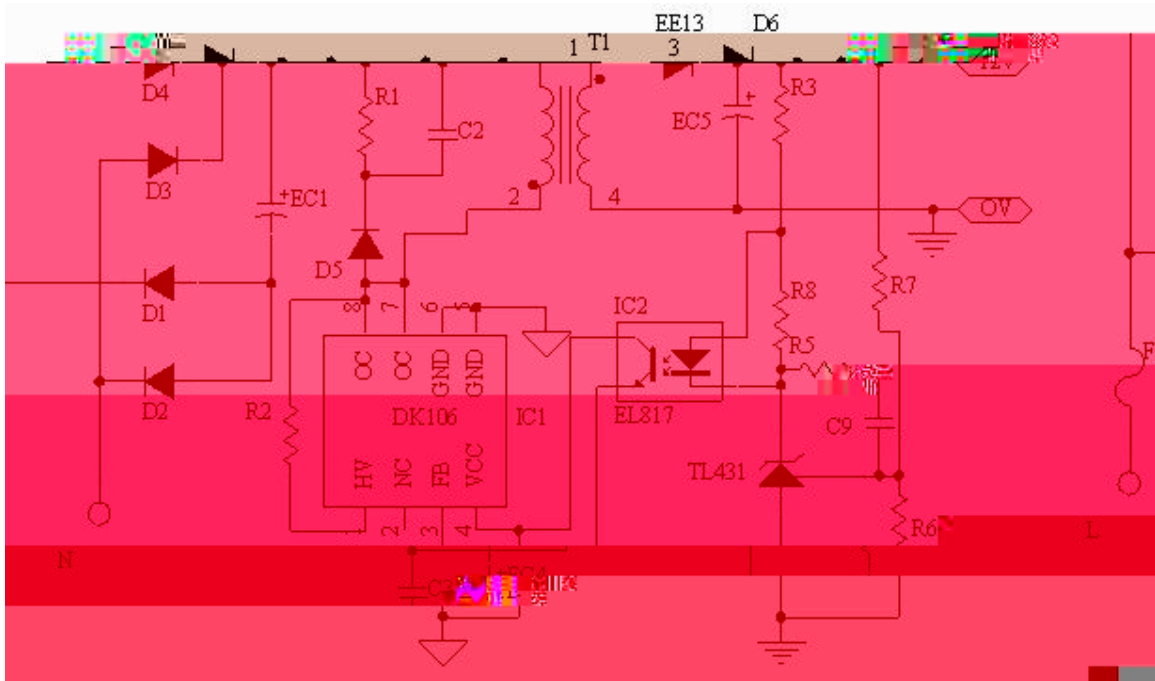 EE13 D6
1 T1 3
D4 R1 R3
C2 EC5
D3
+EC1 2 4 OV
D5 R7
8 7 6 5 IC2 R8
D1
OC OC GND GND R5
D2 R2 DK106 IC1 EL817 C9
HV NC FB VCC TL431
2 3 4 R6 L
N